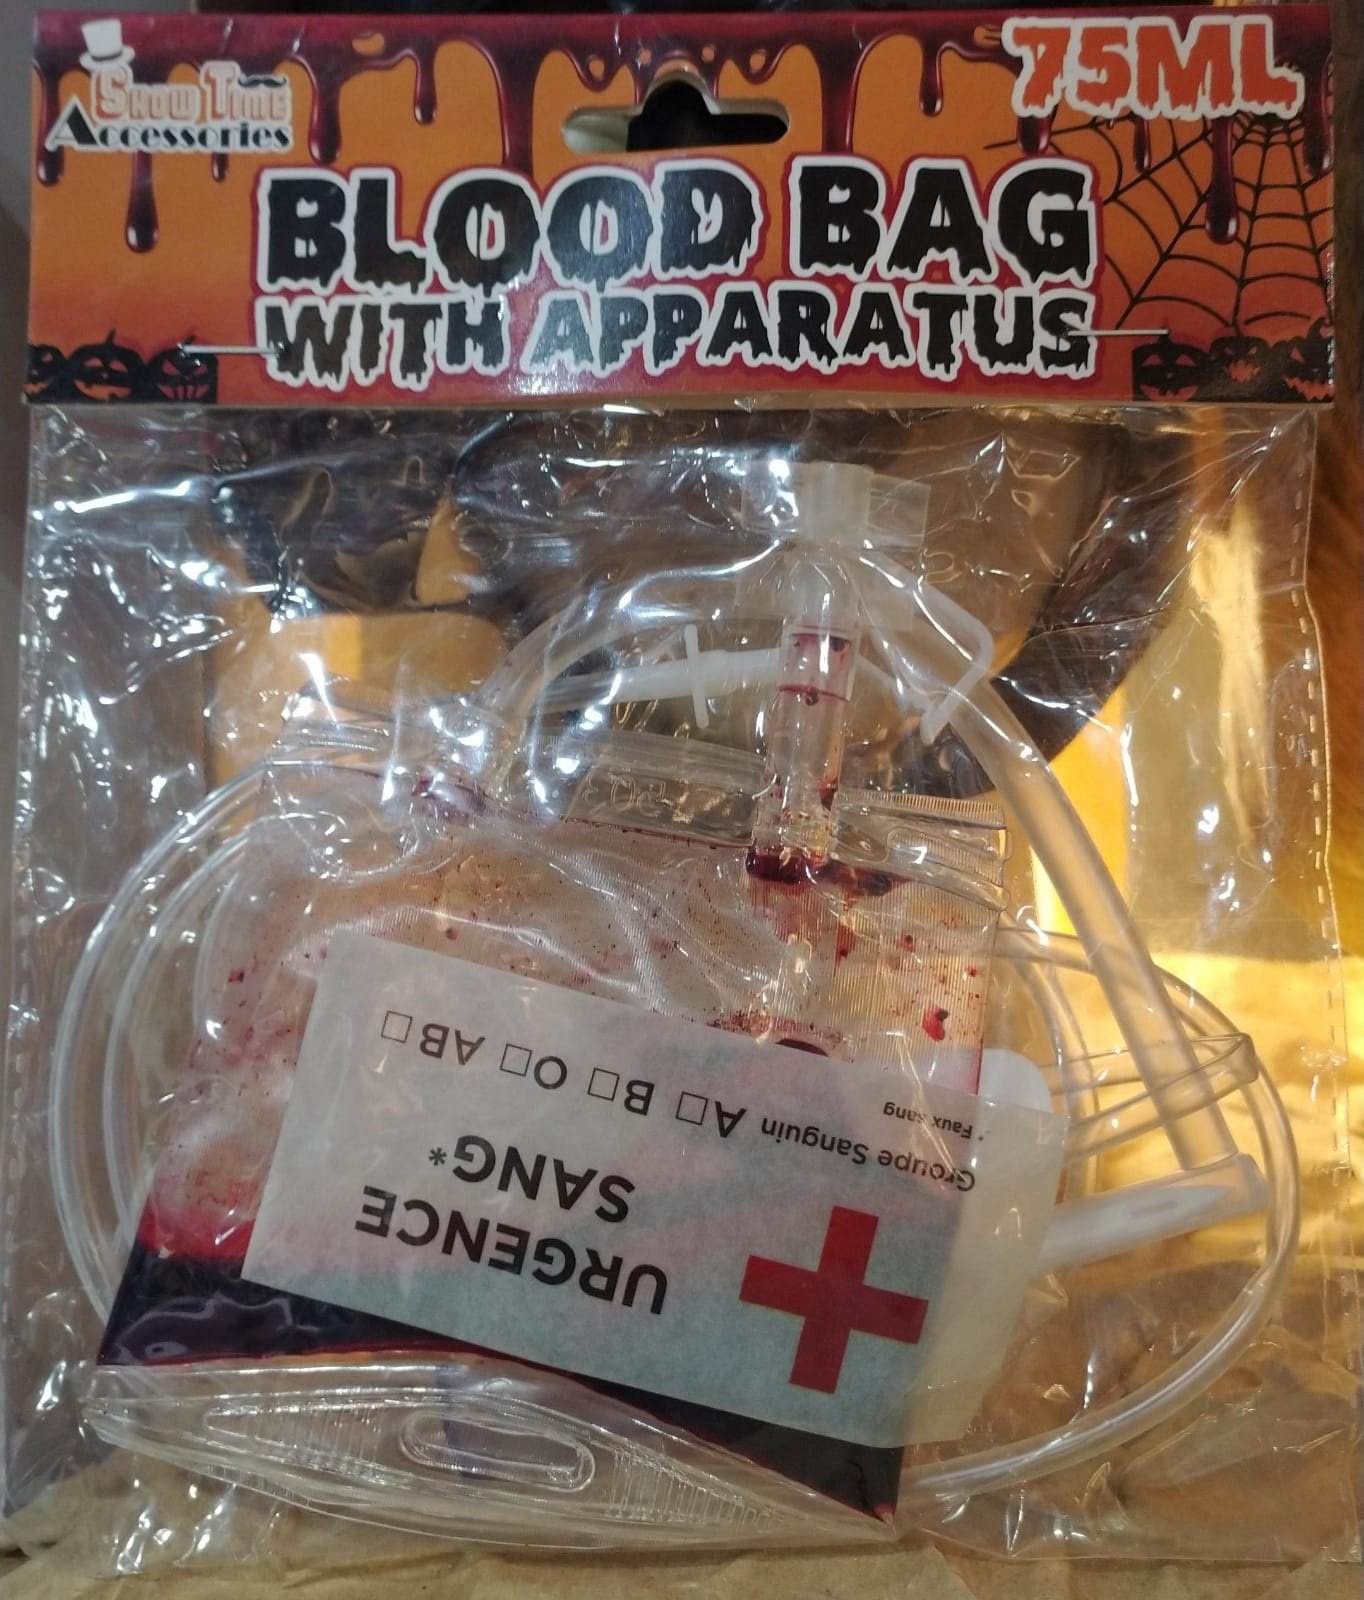 SHOW TIME
Accessories
75ML
BLOOD BAG
WITH APPARATUS
URGENCE
SANG*
Groupe Sanguin A□ B□ O□ AB□
* Faux sang